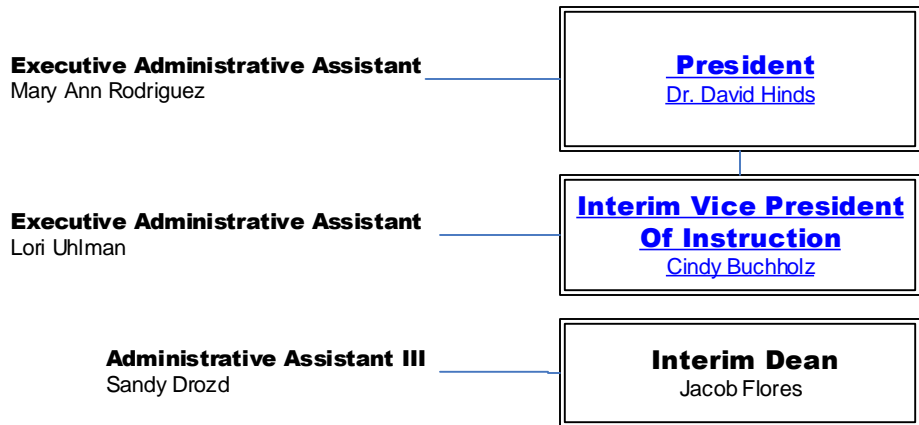 Executive Administrative Assistant
Mary Ann Rodriguez
President
Dr. David Hinds
Executive Administrative Assistant
Lori Uhlman
Interim Vice President
Of Instruction
Cindy Buchholz
Administrative Assistant III
Sandy Drozd
Interim Dean
Jacob Flores